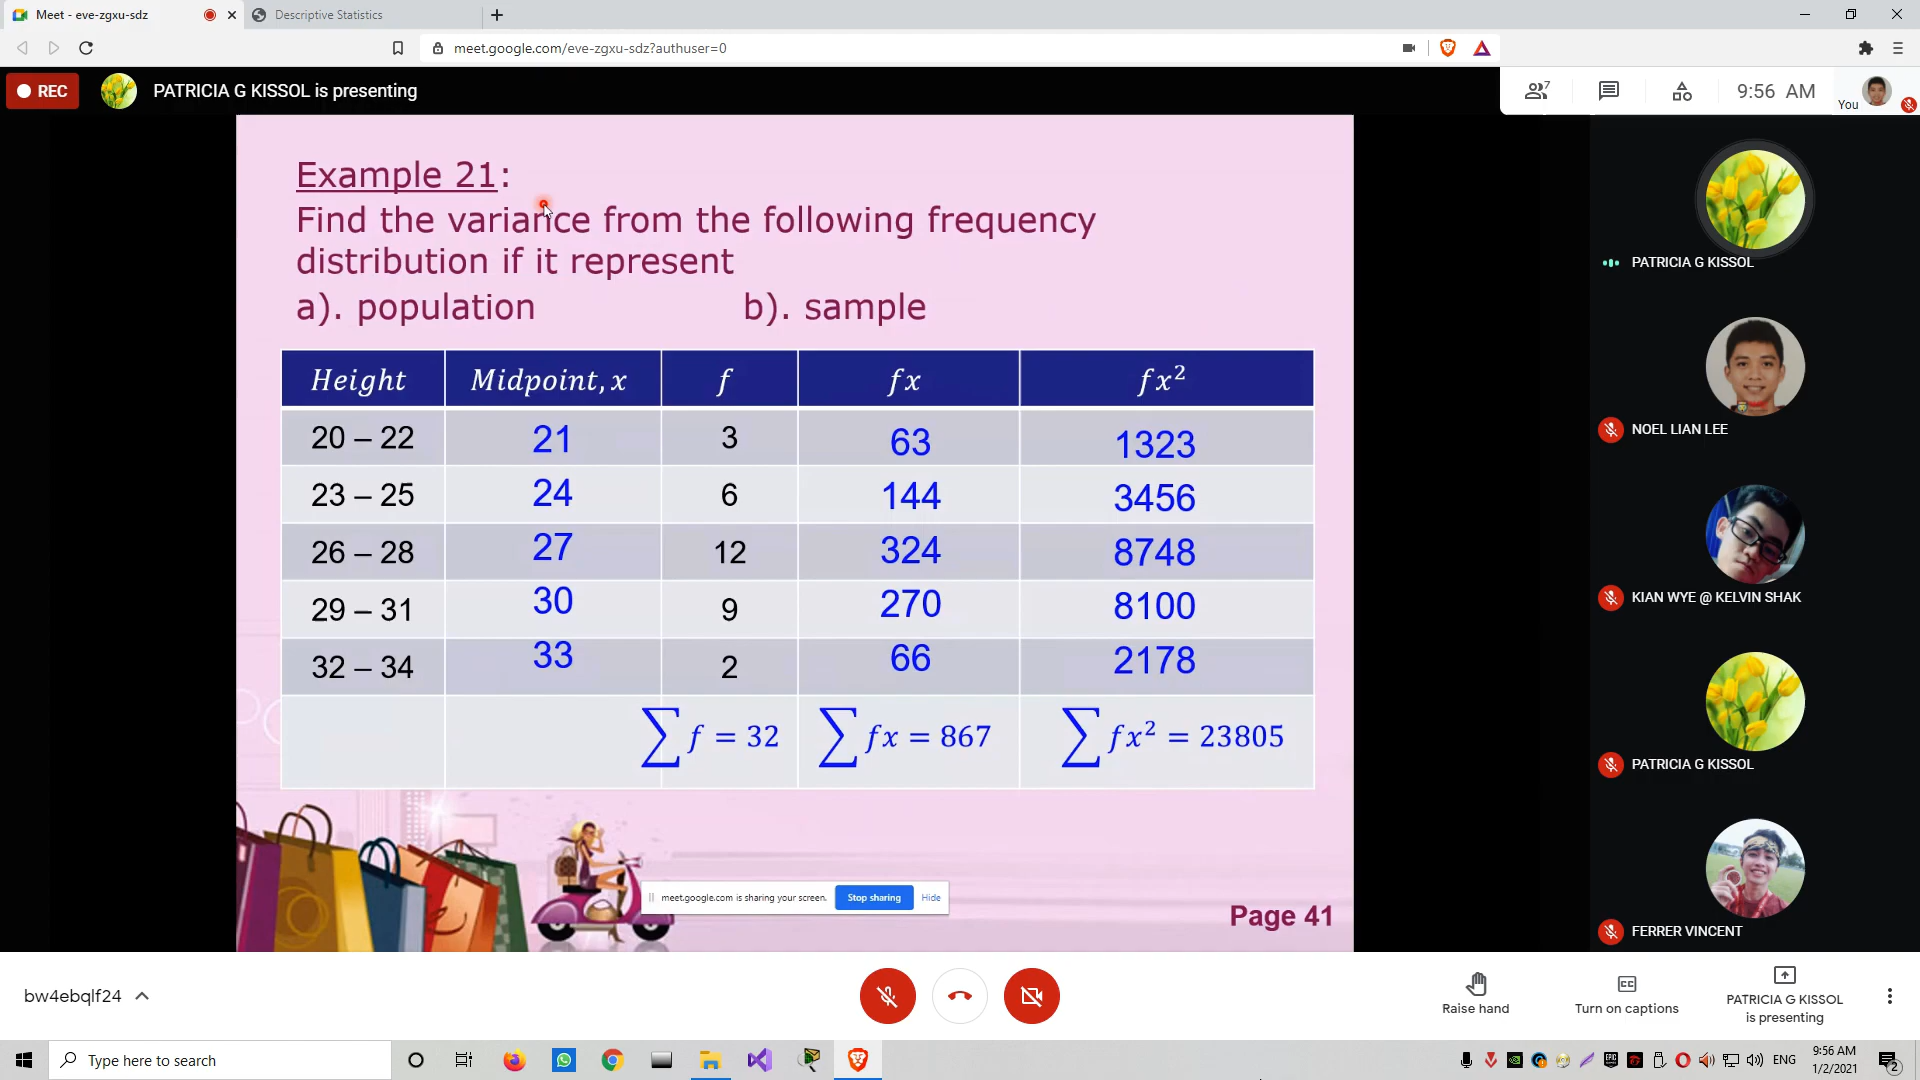 Meet - eve-zgxu-sdz
Descriptive Statistics
meet.google.com/eve-zgxu-sdz?authuser=0
REC
PATRICIA G KISSOL is presenting
7
9:56 AM
You
Example 21:
Find the variance from the following frequency
distribution if it represent
a). population b). sample
Height Midpoint, x f fx fx²
20 – 22 21 3 63 1323
23 – 25 24 6 144 3456
26 – 28 27 12 324 8748
29 – 31 30 9 270 8100
32 – 34 33 2 66 2178
∑ f = 32 ∑ fx = 867 ∑ fx² = 23805
meet.google.com is sharing your screen. Stop sharing Hide
Page 41
PATRICIA G KISSOL
NOEL LIAN LEE
KIAN WYE @ KELVIN SHAK
PATRICIA G KISSOL
FERRER VINCENT
bw4ebqlf24
Raise hand
Turn on captions
PATRICIA G KISSOL
is presenting
Type here to search
ENG
9:56 AM
1/2/2021
2